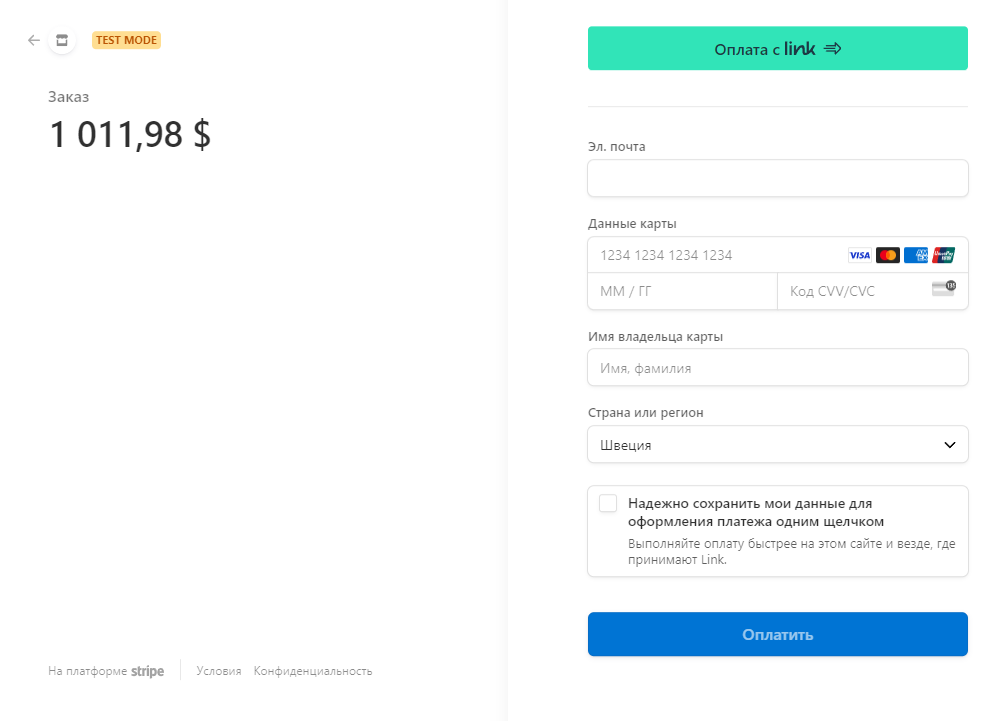 TEST MODE
Заказ
1 011,98 $
Оплата с link
Эл. почта
Данные карты
1234 1234 1234 1234 VISA
ММ / ГГ
Код CVV/CVC
Имя владельца карты
Имя, фамилия
Страна или регион
Швеция
Надежно сохранить мои данные для
оформления платежа одним щелчком
Выполняйте оплату быстрее на этом сайте и везде, где
принимают Link.
Оплатить
На платформе stripe
Условия Конфиденциальность